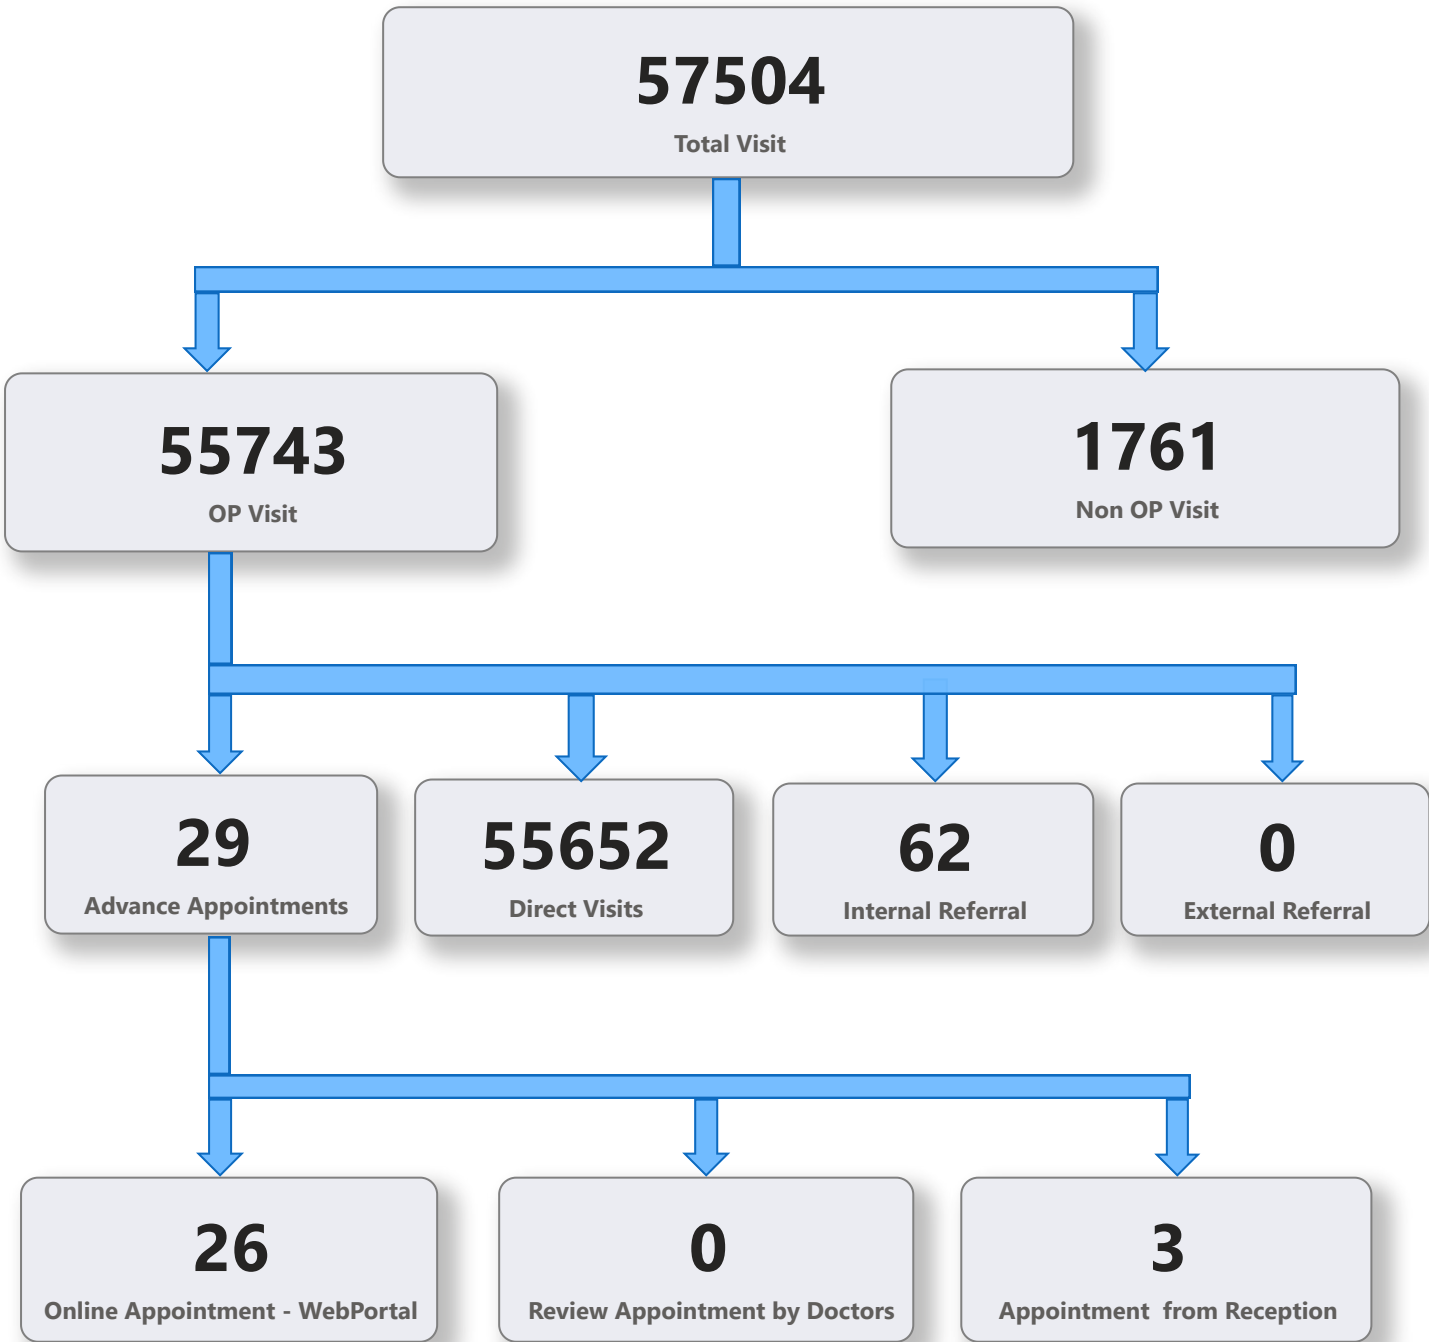 57504
Total Visit
55743
OP Visit
1761
Non OP Visit
29
Advance Appointments
55652
Direct Visits
62
Internal Referral
0
External Referral
26
Online Appointment - WebPortal
0
Review Appointment by Doctors
3
Appointment  from Reception